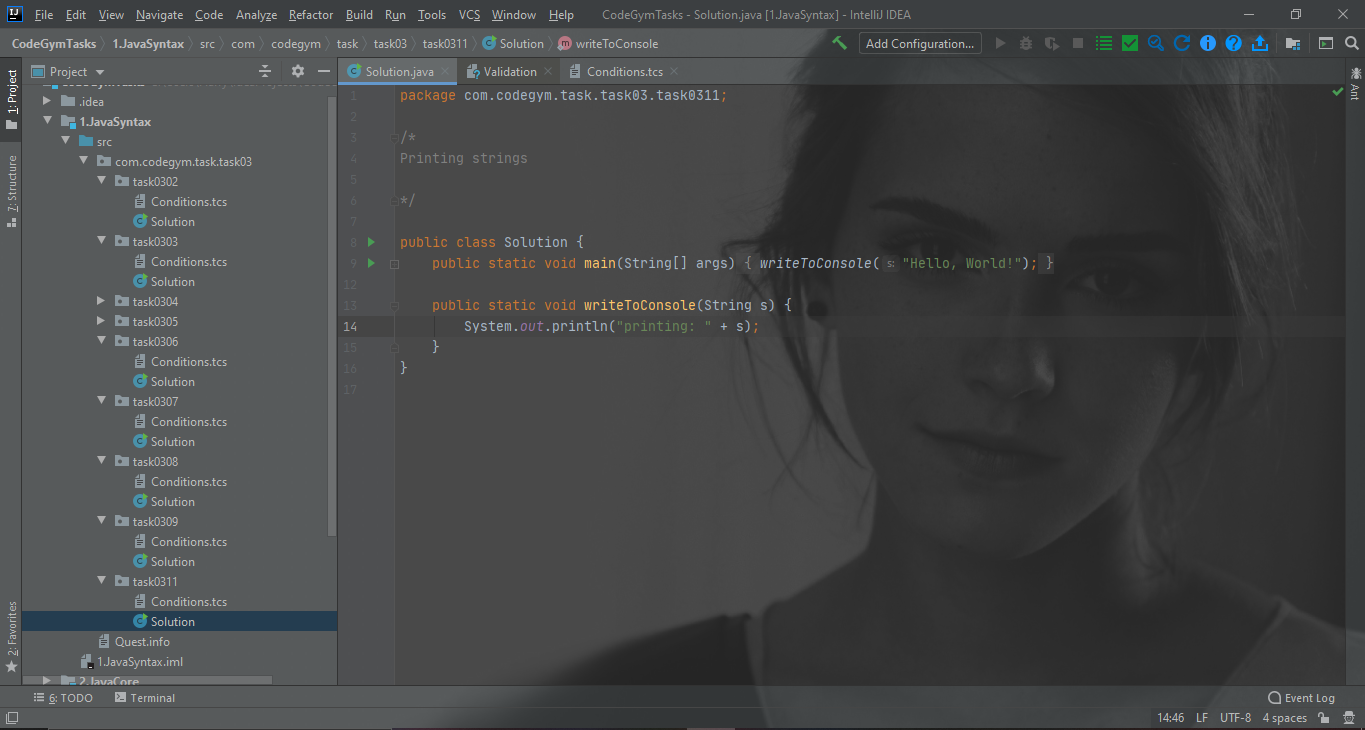 File Edit View Navigate Code Analyze Refactor Build Run Tools VCS Window Help CodeGymTasks - Solution.java [1.JavaSyntax] - IntelliJ IDEA
CodeGymTasks 1.JavaSyntax src com codegym task task03 task0311 Solution writeToConsole Add Configuration...
Project
Solution.java Validation Conditions.tcs
1: Project
7: Structure
2: Favorites
.idea
1.JavaSyntax
src
com.codegym.task.task03
task0302
Conditions.tcs
Solution
task0303
Conditions.tcs
Solution
task0304
task0305
task0306
Conditions.tcs
Solution
task0307
Conditions.tcs
Solution
task0308
Conditions.tcs
Solution
task0309
Conditions.tcs
Solution
task0311
Conditions.tcs
Solution
Quest.info
1.JavaSyntax.iml
2.JavaCore
1 package com.codegym.task.task03.task0311;
2
3 /*
4 Printing strings
5
6 */
7
8 public class Solution {
9 public static void main(String[] args) { writeToConsole( s: "Hello, World!"); }
12
13 public static void writeToConsole(String s) {
14 System.out.println("printing: " + s);
15 }
16 }
17
Ant
6: TODO Terminal Event Log
14:46 LF UTF-8 4 spaces